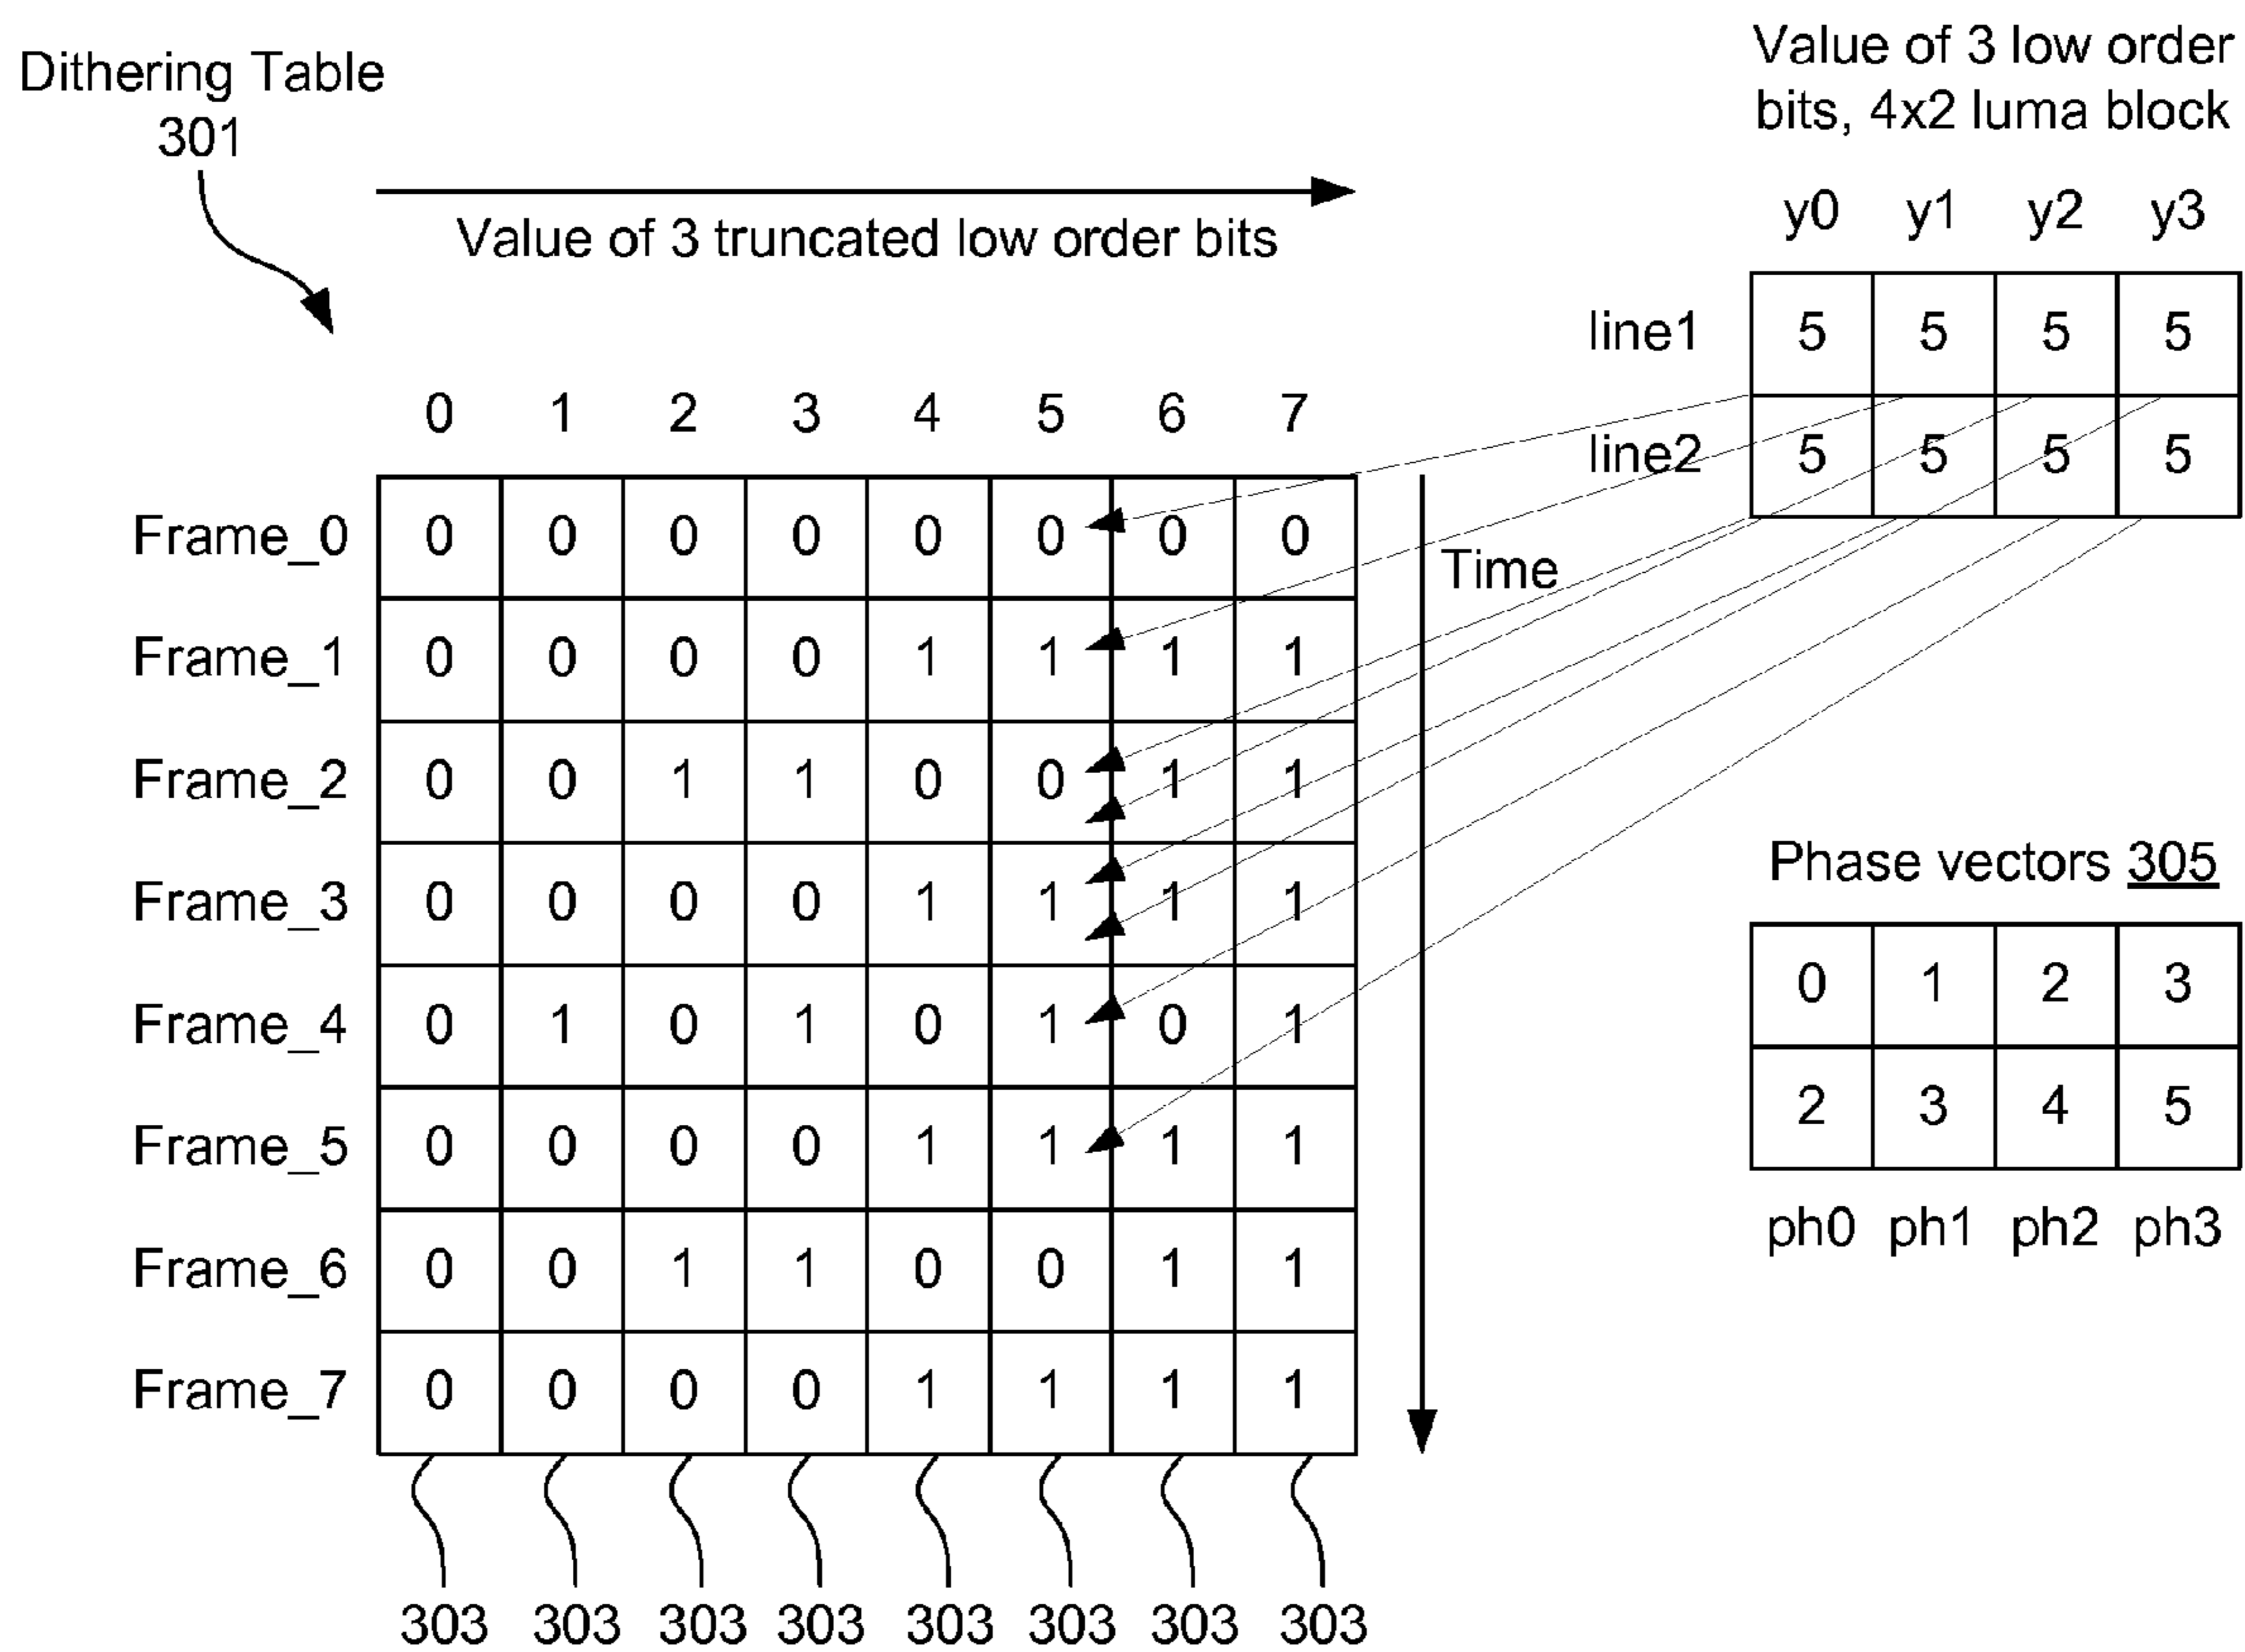 Dithering Table
301
Value of 3 low order
bits, 4x2 luma block
Value of 3 truncated low order bits
y0 y1 y2 y3
line1 5 5 5 5
line2 5 5 5 5
0 1 2 3 4 5 6 7
Frame_0 0 0 0 0 0 0 0 0
Time
Frame_1 0 0 0 0 1 1 1 1
Frame_2 0 0 1 1 0 0 1 1
Frame_3 0 0 0 0 1 1 1 1
Frame_4 0 1 0 1 0 1 0 1
Frame_5 0 0 0 0 1 1 1 1
Frame_6 0 0 1 1 0 0 1 1
Frame_7 0 0 0 0 1 1 1 1
303 303 303 303 303 303 303 303
Phase vectors 305
0 1 2 3
2 3 4 5
ph0 ph1 ph2 ph3